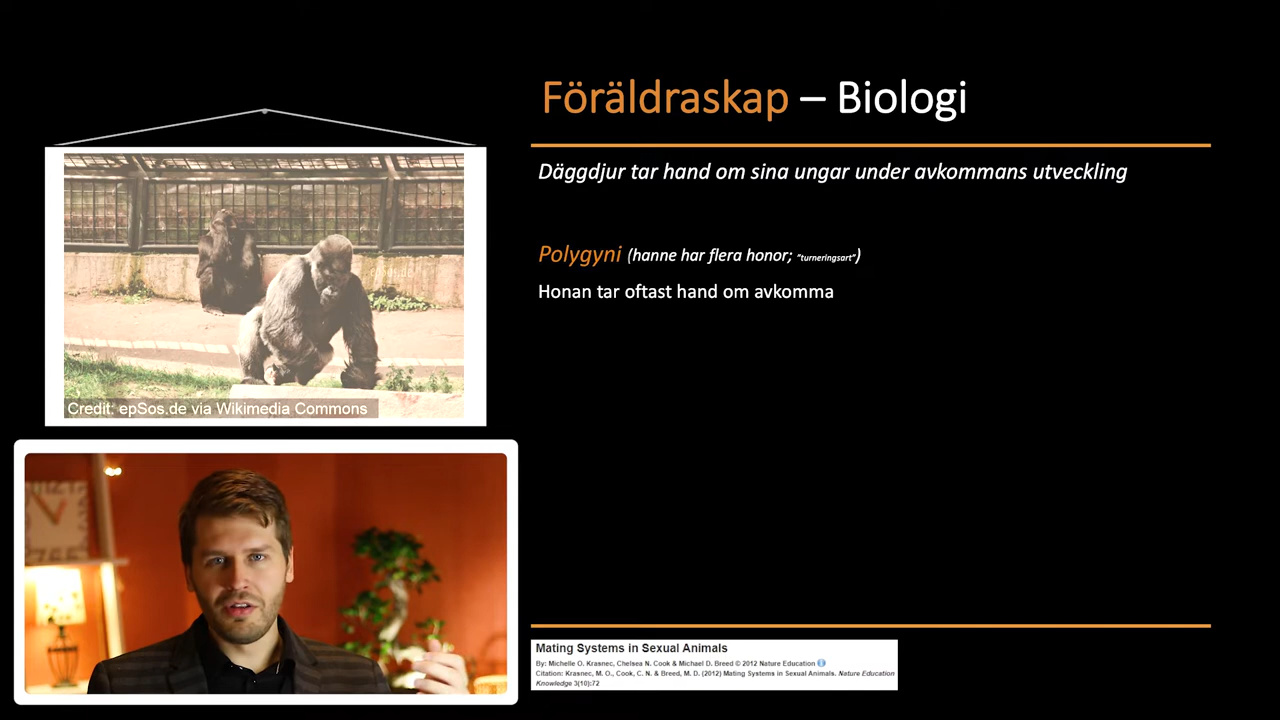 Föräldraskap – Biologi
Däggdjur tar hand om sina ungar under avkommans utveckling
Polygyni (hanne har flera honor; "turneringsart")
Honan tar oftast hand om avkomma
epSos.de
Credit: epSos.de via Wikimedia Commons
Mating Systems in Sexual Animals
By: Michelle O. Krasnec, Chelsea N. Cook & Michael D. Breed © 2012 Nature Education
Citation: Krasnec, M. O., Cook, C. N. & Breed, M. D. (2012) Mating Systems in Sexual Animals. Nature Education
Knowledge 3(10):72